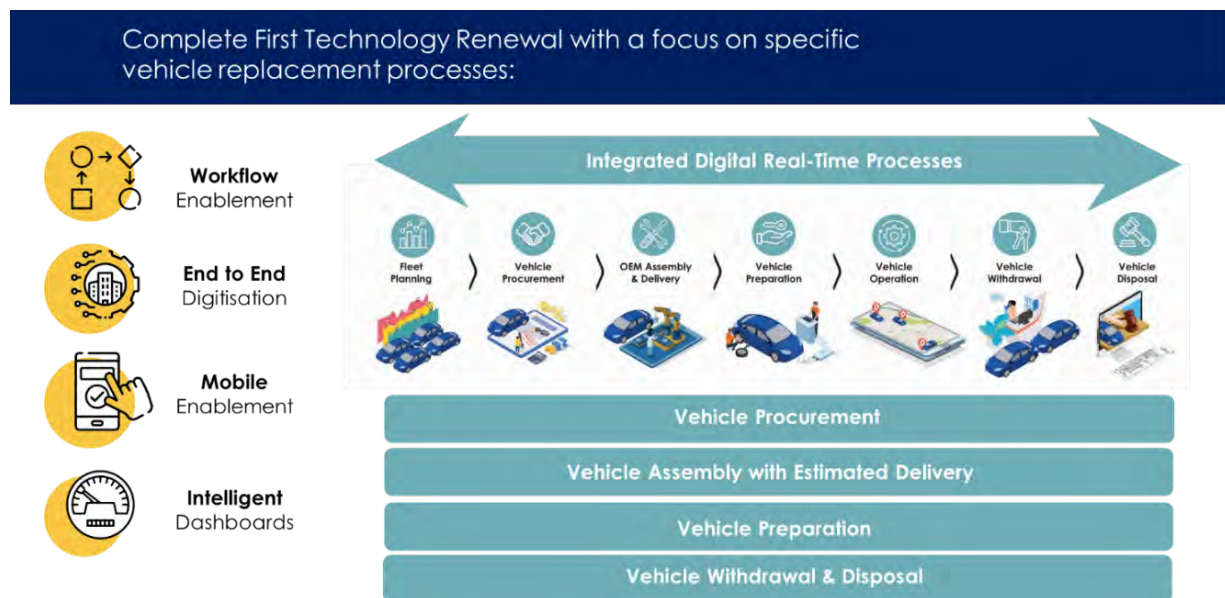 Complete First Technology Renewal with a focus on specific
vehicle replacement processes:
Workflow
Enablement
End to End
Digitisation
Mobile
Enablement
Intelligent
Dashboards
Integrated Digital Real-Time Processes
Fleet
Planning
Vehicle
Procurement
OEM Assembly
& Delivery
Vehicle
Preparation
Vehicle
Operation
Vehicle
Withdrawal
Vehicle
Disposal
Vehicle Procurement
Vehicle Assembly with Estimated Delivery
Vehicle Preparation
Vehicle Withdrawal & Disposal